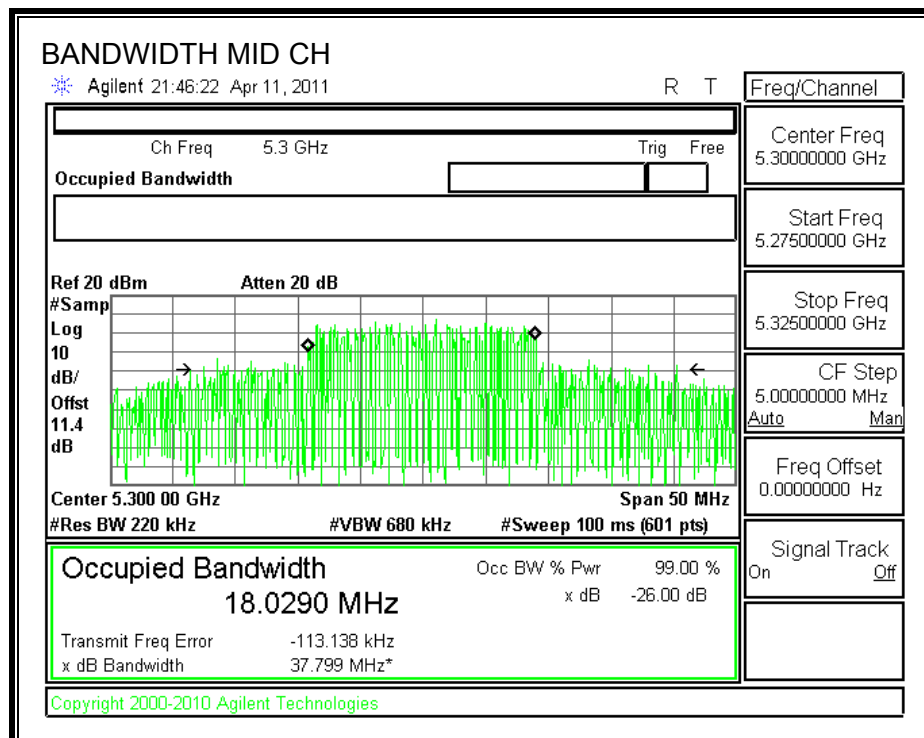 BANDWIDTH MID CH
Agilent 21:46:22 Apr 11, 2011 R T
Freq/Channel
Ch Freq 5.3 GHz Trig Free
Occupied Bandwidth
Center Freq
5.30000000 GHz
Start Freq
5.27500000 GHz
Stop Freq
5.32500000 GHz
CF Step
5.00000000 MHz
Auto Man
Freq Offset
0.00000000 Hz
Signal Track
On Off
Ref 20 dBm Atten 20 dB
#Samp
Log
10
dB/
Offst
11.4
dB
Center 5.300 00 GHz Span 50 MHz
#Res BW 220 kHz #VBW 680 kHz #Sweep 100 ms (601 pts)
Occupied Bandwidth
18.0290 MHz
Occ BW % Pwr 99.00 %
x dB -26.00 dB
Transmit Freq Error -113.138 kHz
x dB Bandwidth 37.799 MHz*
Copyright 2000-2010 Agilent Technologies